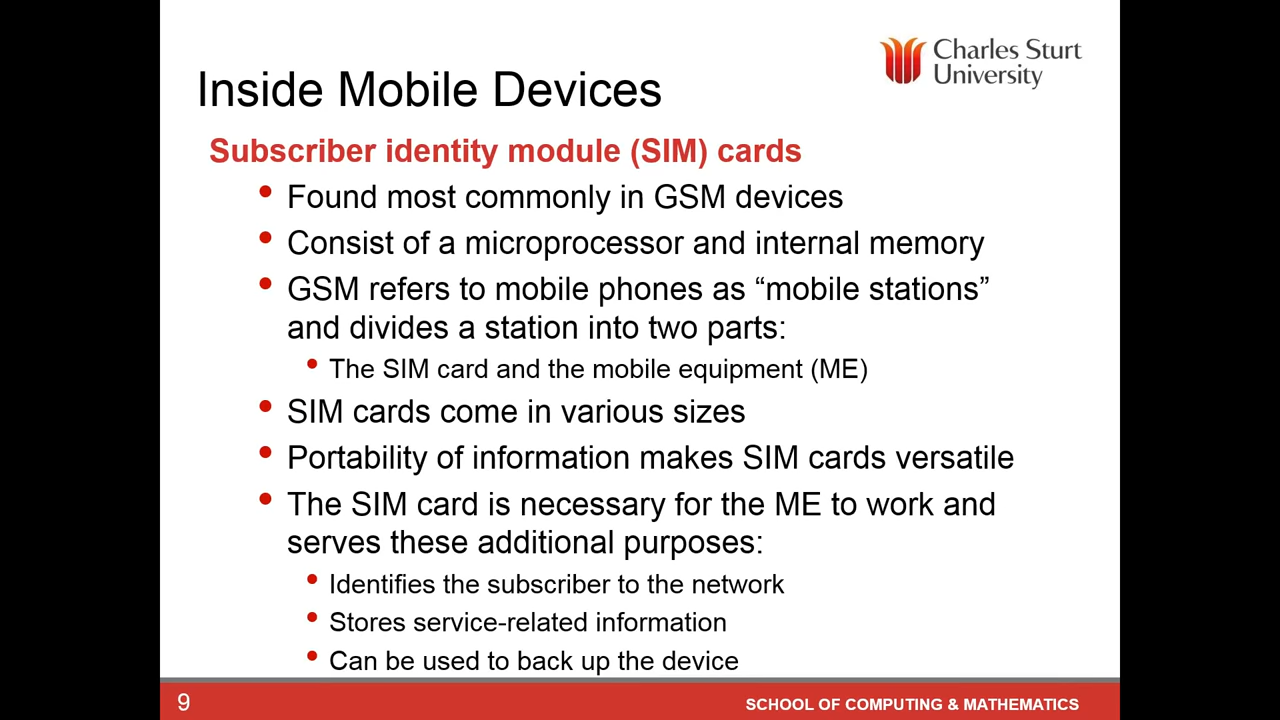 Charles Sturt
University
Inside Mobile Devices
Subscriber identity module (SIM) cards
• Found most commonly in GSM devices
• Consist of a microprocessor and internal memory
• GSM refers to mobile phones as “mobile stations”
and divides a station into two parts:
• The SIM card and the mobile equipment (ME)
• SIM cards come in various sizes
• Portability of information makes SIM cards versatile
• The SIM card is necessary for the ME to work and
serves these additional purposes:
• Identifies the subscriber to the network
• Stores service-related information
• Can be used to back up the device
9
SCHOOL OF COMPUTING & MATHEMATICS